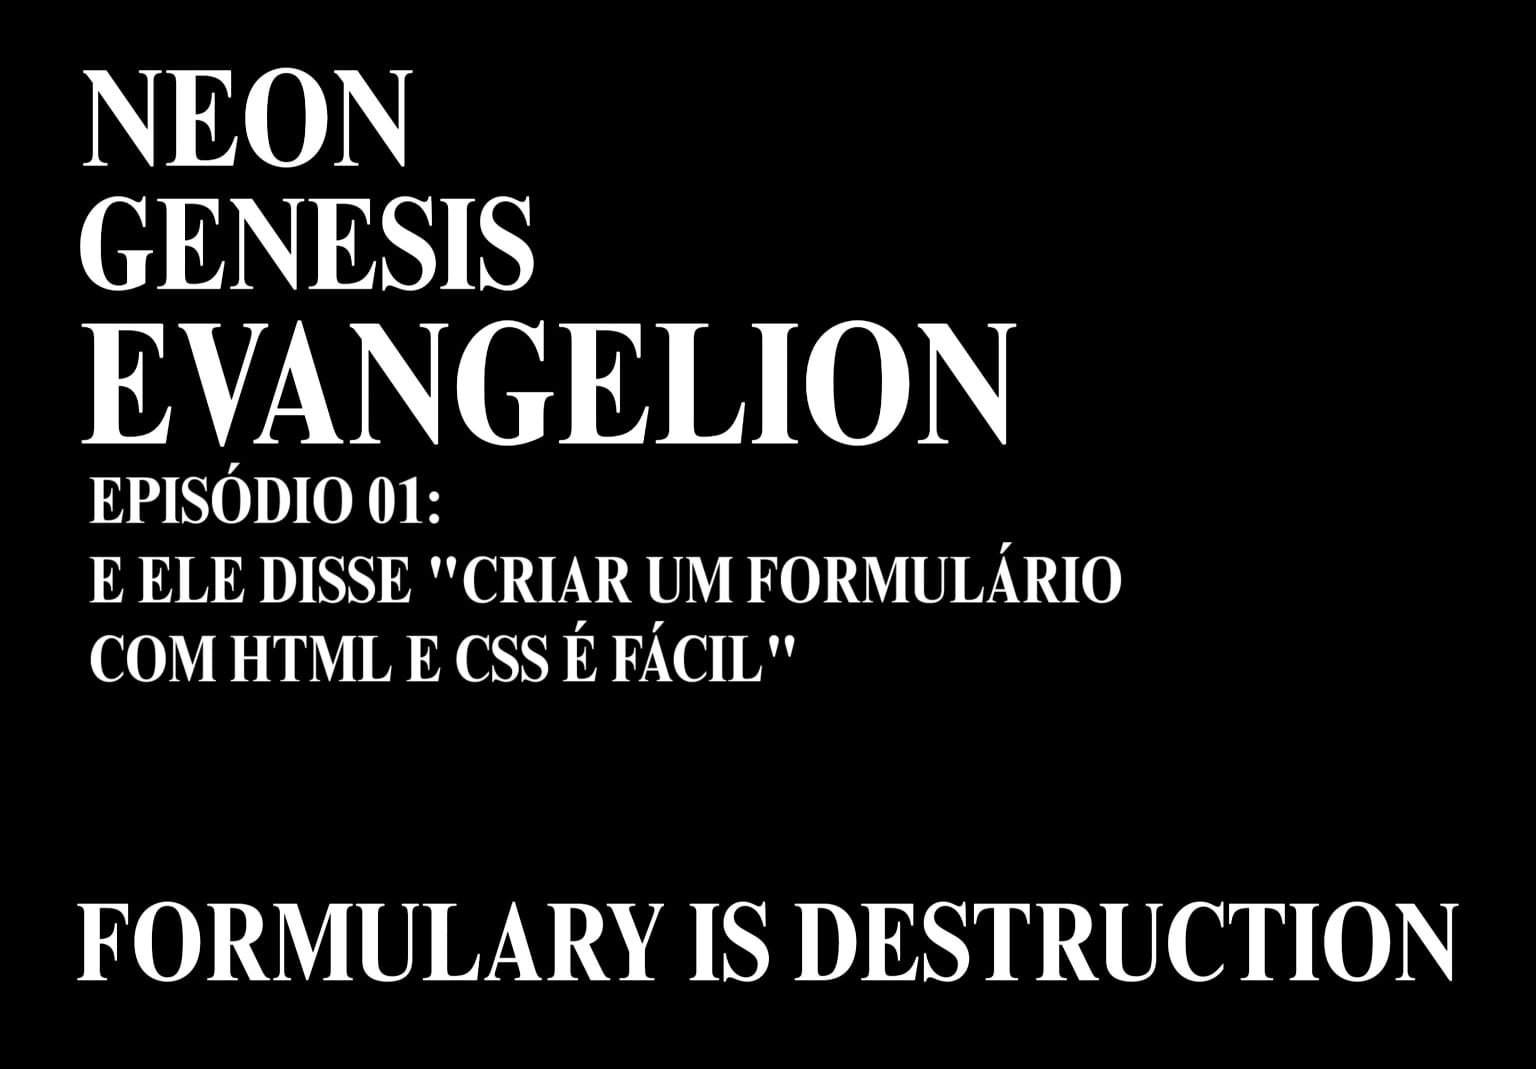 NEON
GENESIS
EVANGELION
EPISÓDIO 01:
E ELE DISSE "CRIAR UM FORMULÁRIO
COM HTML E CSS É FÁCIL"
FORMULARY IS DESTRUCTION